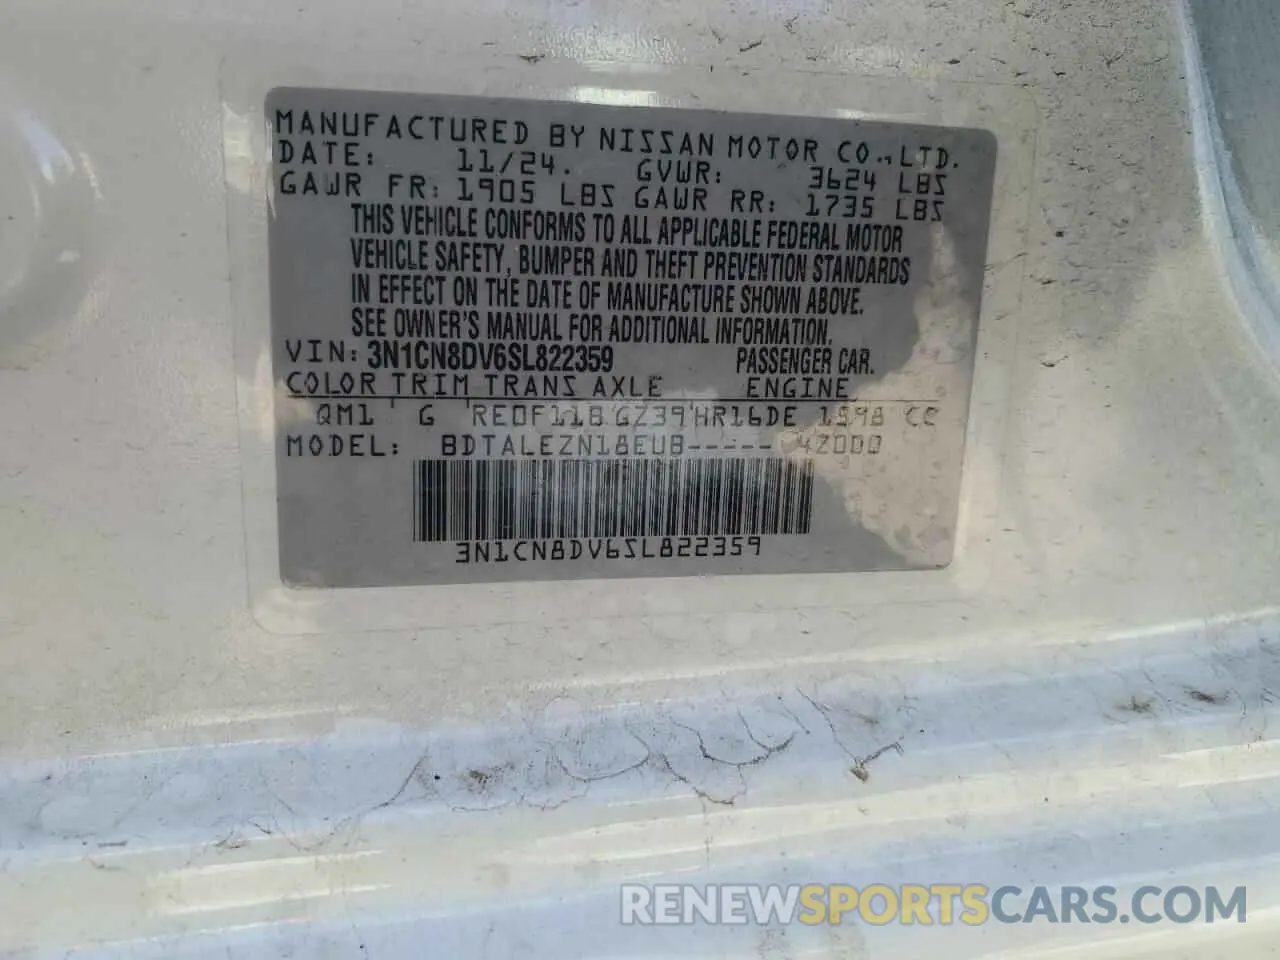 MANUFACTURED BY NISSAN MOTOR CO.,LTD.
DATE: 11/24. GVWR: 3624 LBS
GAWR FR: 1905 LBS GAWR RR: 1735 LBS
THIS VEHICLE CONFORMS TO ALL APPLICABLE FEDERAL MOTOR
VEHICLE SAFETY, BUMPER AND THEFT PREVENTION STANDARDS
IN EFFECT ON THE DATE OF MANUFACTURE SHOWN ABOVE.
SEE OWNER'S MANUAL FOR ADDITIONAL INFORMATION.
VIN: 3N1CN8DV6SL822359 PASSENGER CAR.
COLOR TRIM TRANS AXLE ENGINE
QM1 ' G ' RE0F11B'GZ39'HR16DE 1598 CC
MODEL: BDTALEZN18EUB----- 42000
3N1CN8DV6SL822359
RENEWSPORTSCARS.COM